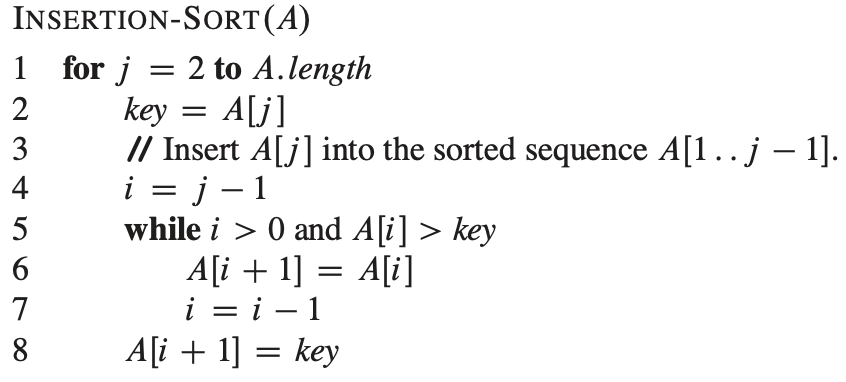 INSERTION-SORT(A)
1 for j = 2 to A.length
2 key = A[j]
3 // Insert A[j] into the sorted sequence A[1..j − 1].
4 i = j − 1
5 while i > 0 and A[i] > key
6 A[i + 1] = A[i]
7 i = i − 1
8 A[i + 1] = key